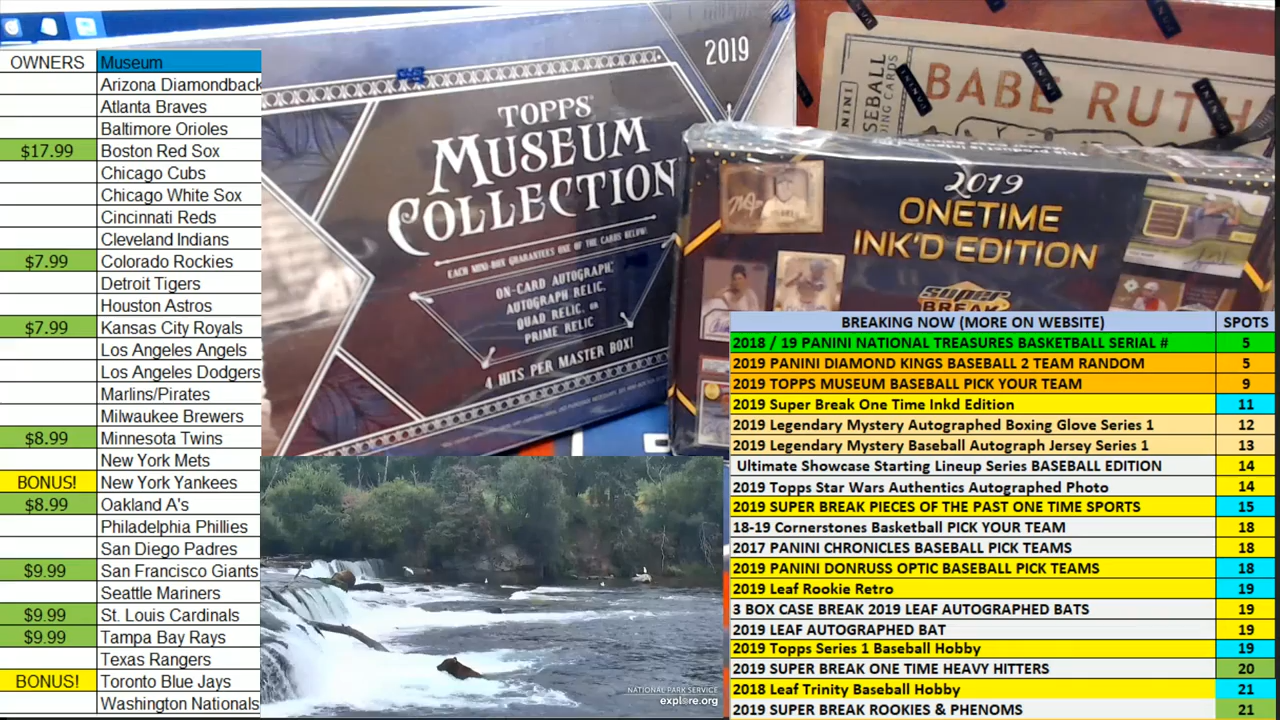 OWNERS Museum
Arizona Diamondback
Atlanta Braves
Baltimore Orioles
$17.99 Boston Red Sox
Chicago Cubs
Chicago White Sox
Cincinnati Reds
Cleveland Indians
$7.99 Colorado Rockies
Detroit Tigers
Houston Astros
$7.99 Kansas City Royals
Los Angeles Angels
Los Angeles Dodgers
Marlins/Pirates
Milwaukee Brewers
$8.99 Minnesota Twins
New York Mets
BONUS! New York Yankees
$8.99 Oakland A's
Philadelphia Phillies
San Diego Padres
$9.99 San Francisco Giants
Seattle Mariners
$9.99 St. Louis Cardinals
$9.99 Tampa Bay Rays
Texas Rangers
BONUS! Toronto Blue Jays
Washington Nationals
2019
TOPPS
MUSEUM
COLLECTION
EACH MINI-BOX GUARANTEES ONE OF THE CARDS BELOW:
ON-CARD AUTOGRAPH,
AUTOGRAPH RELIC,
QUAD RELIC, OR
PRIME RELIC
4 HITS PER MASTER BOX!
PANINI
BASEBALL
BABE RUTH
PANINI
PANINI
PANINI
2019
ONETIME
INK'D EDITION
super
BREAK
BREAKING NOW (MORE ON WEBSITE) SPOTS
2018 / 19 PANINI NATIONAL TREASURES BASKETBALL SERIAL # 5
2019 PANINI DIAMOND KINGS BASEBALL 2 TEAM RANDOM 5
2019 TOPPS MUSEUM BASEBALL PICK YOUR TEAM 9
2019 Super Break One Time Inkd Edition 11
2019 Legendary Mystery Autographed Boxing Glove Series 1 12
2019 Legendary Mystery Baseball Autograph Jersey Series 1 13
Ultimate Showcase Starting Lineup Series BASEBALL EDITION 14
2019 Topps Star Wars Authentics Autographed Photo 14
2019 SUPER BREAK PIECES OF THE PAST ONE TIME SPORTS 15
18-19 Cornerstones Basketball PICK YOUR TEAM 18
2017 PANINI CHRONICLES BASEBALL PICK TEAMS 18
2019 PANINI DONRUSS OPTIC BASEBALL PICK TEAMS 18
2019 Leaf Rookie Retro 19
3 BOX CASE BREAK 2019 LEAF AUTOGRAPHED BATS 19
2019 LEAF AUTOGRAPHED BAT 19
2019 Topps Series 1 Baseball Hobby 19
2019 SUPER BREAK ONE TIME HEAVY HITTERS 20
2018 Leaf Trinity Baseball Hobby 21
2019 SUPER BREAK ROOKIES & PHENOMS 21
NATIONAL PARK SERVICE
explore.org